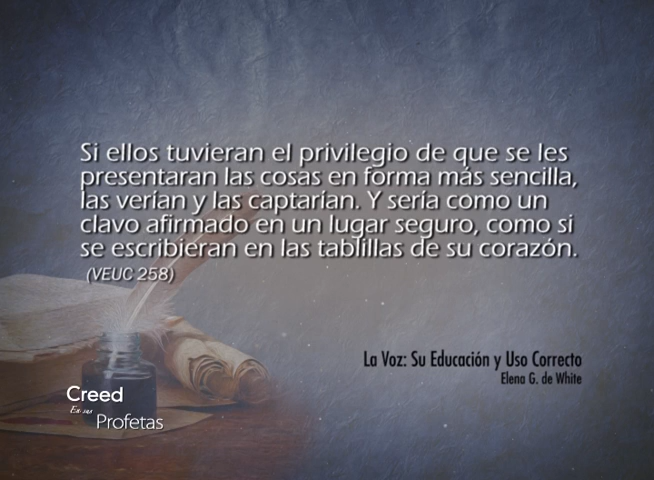 Si ellos tuvieran el privilegio de que se les
presentaran las cosas en forma más sencilla,
las verían y las captarían. Y sería como un
clavo afirmado en un lugar seguro, como si
se escribieran en las tablillas de su corazón.
(VEUC 258)
La Voz: Su Educación y Uso Correcto
Elena G. de White
Creed
En sus
Profetas